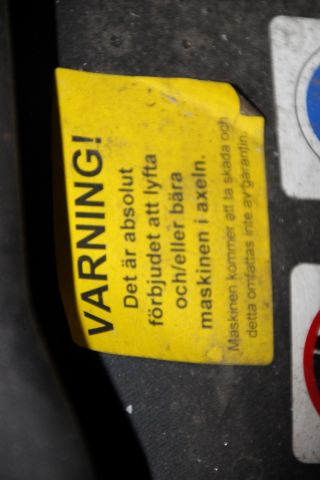 VARNING!
Det är absolut
förbjudet att lyfta
och/eller bära
maskinen i axeln.
Maskinen kommer att ta skada och
detta omfattas inte av garantin.